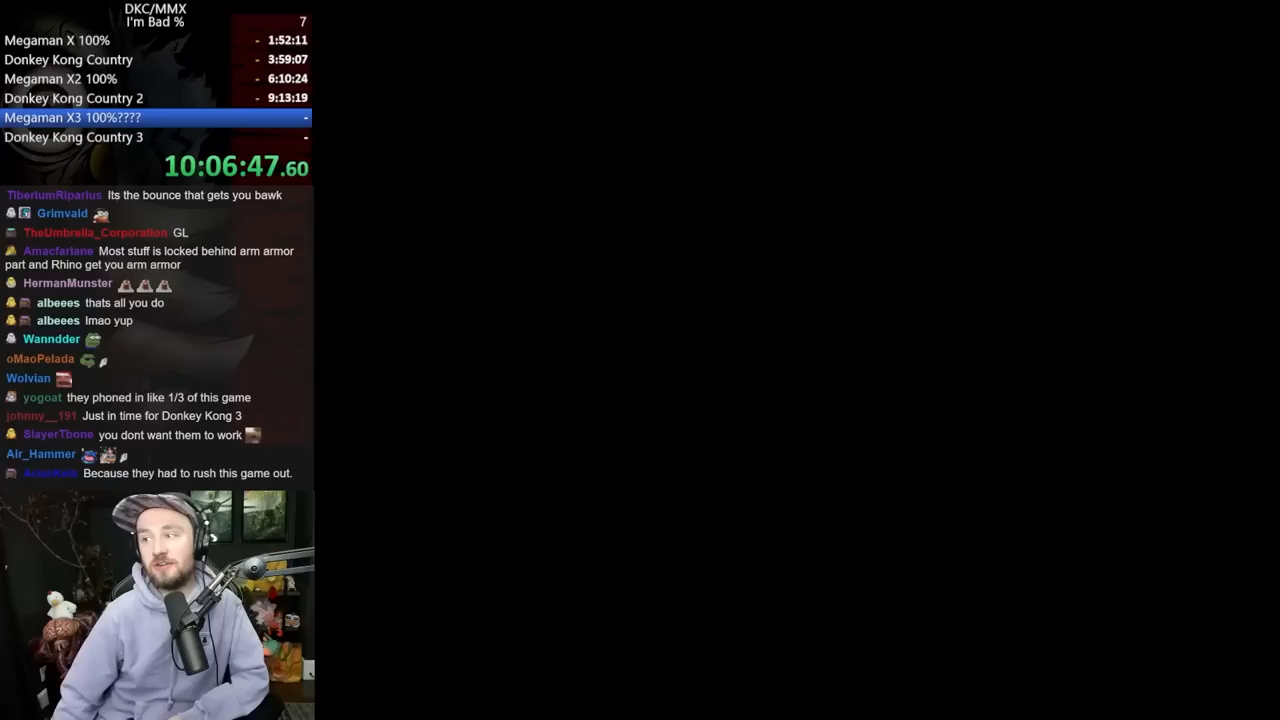 DKC/MMX
I'm Bad %
7
Megaman X 100% - 1:52:11
Donkey Kong Country - 3:59:07
Megaman X2 100% - 6:10:24
Donkey Kong Country 2 - 9:13:19
Megaman X3 100%???? -
Donkey Kong Country 3 -
10:06:47.60
TiberiumRiparius Its the bounce that gets you bawk
Grimvald
TheUmbrella_Corporation GL
Amacfarlane Most stuff is locked behind arm armor
part and Rhino get you arm armor
HermanMunster
albeees thats all you do
albeees lmao yup
Wanndder
oMaoPelada
Wolvian
yogoat they phoned in like 1/3 of this game
johnny__191 Just in time for Donkey Kong 3
SlayerTbone you dont want them to work
Air_Hammer
Because they had to rush this game out.